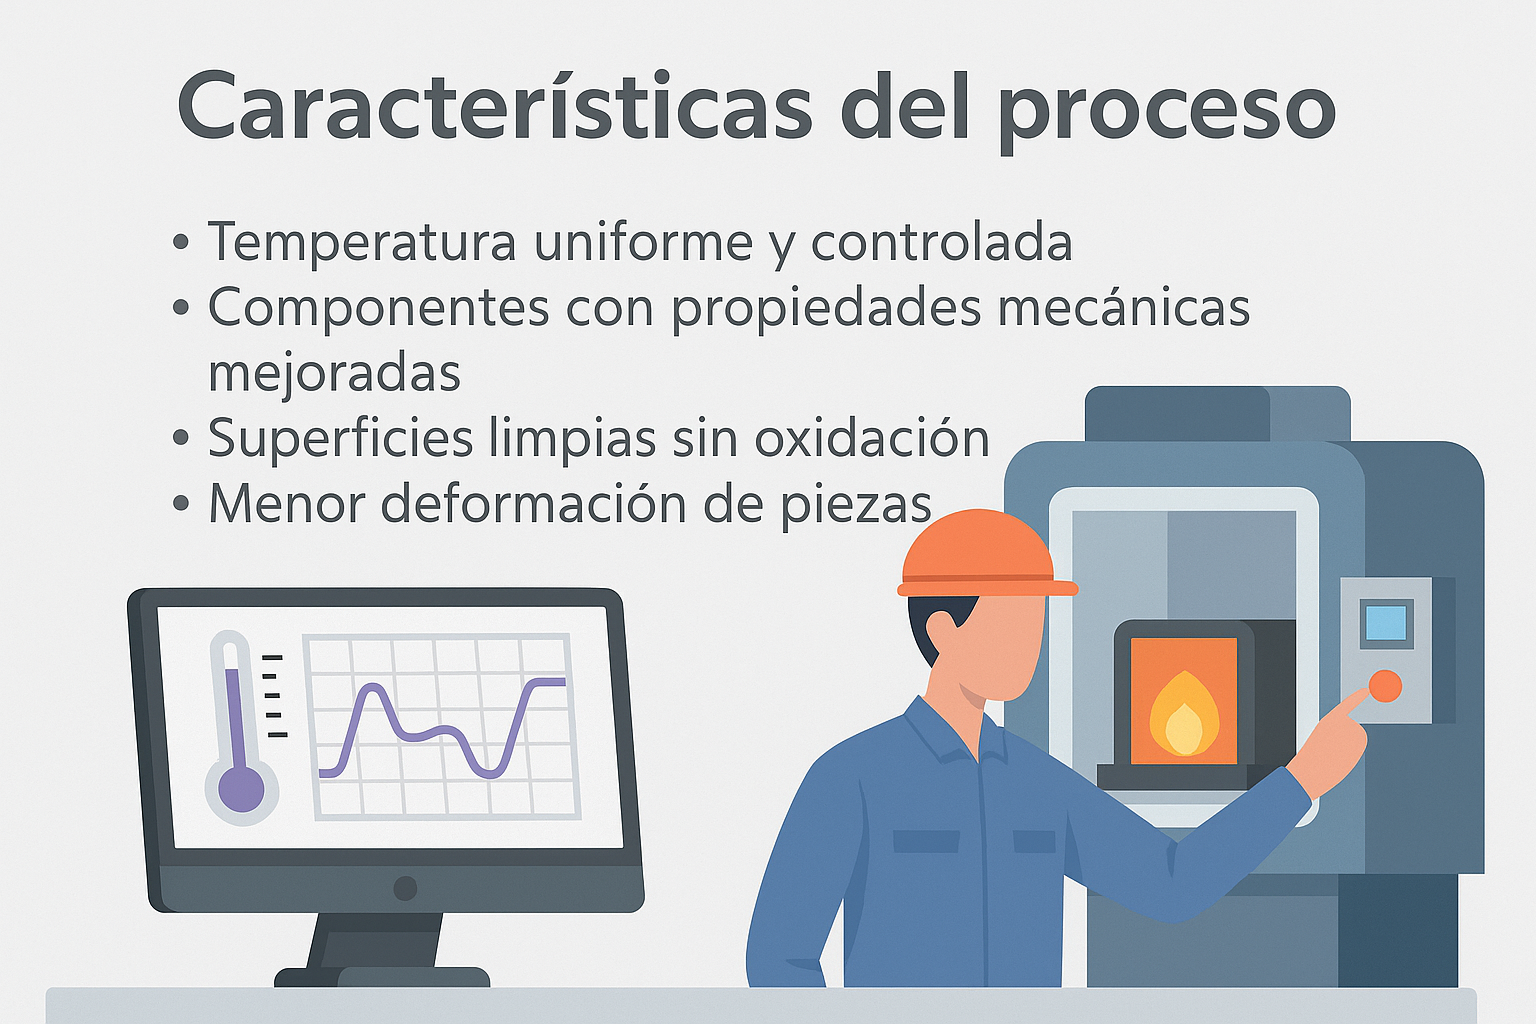 Características del proceso
• Temperatura uniforme y controlada
• Componentes con propiedades mecánicas
mejoradas
• Superficies limpias sin oxidación
• Menor deformación de piezas